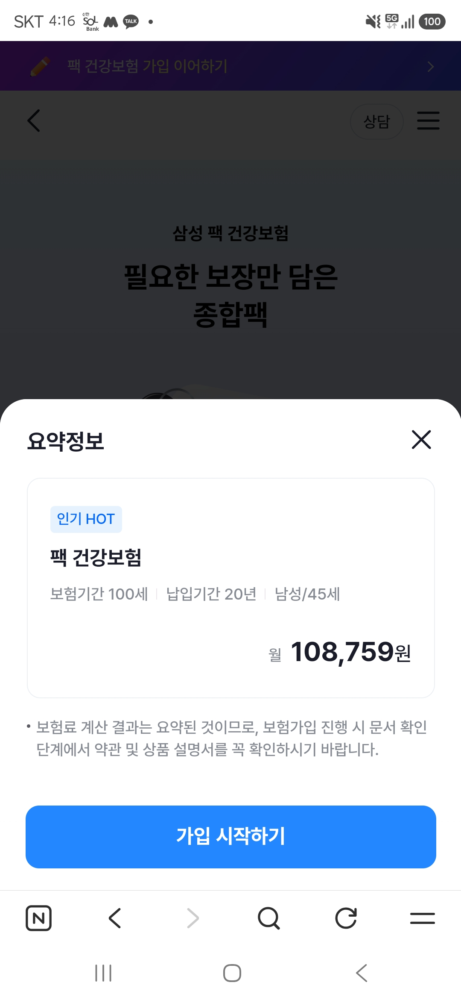 SKT 4:16 신한 SOL Bank TALK 5G 100
팩 건강보험 가입 이어하기
상담
삼성 팩 건강보험
필요한 보장만 담은
종합팩
요약정보
인기 HOT
팩 건강보험
보험기간 100세 납입기간 20년 남성/45세
월 108,759원
• 보험료 계산 결과는 요약된 것이므로, 보험가입 진행 시 문서 확인
단계에서 약관 및 상품 설명서를 꼭 확인하시기 바랍니다.
가입 시작하기
N